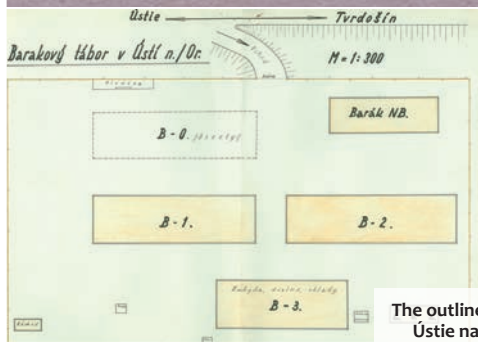 Ústie Tvrdošín
Barakový tábor v Ústí n./Or. M = 1:300
Barák NB.
B-0.
B-1. B-2.
B-3.
The outline
Ústie na